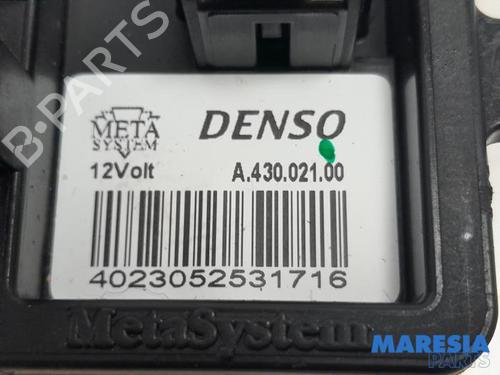 B-PARTS
META
SYSTEM
DENSO
12Volt
A.430.021.00
4023052531716
MetaSystem
MARESIA
PARTS